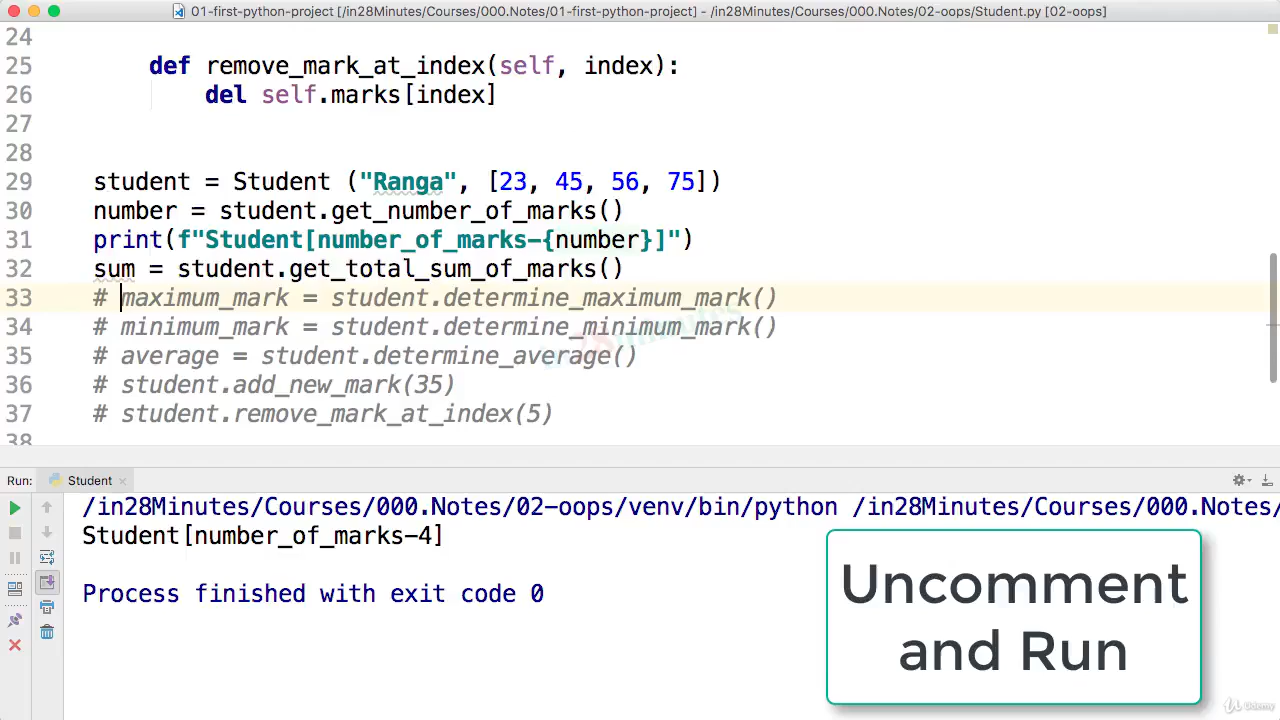 01-first-python-project [/in28Minutes/Courses/000.Notes/01-first-python-project] - /in28Minutes/Courses/000.Notes/02-oops/Student.py [02-oops]
24
25 def remove_mark_at_index(self, index):
26 del self.marks[index]
27
28
29 student = Student ("Ranga", [23, 45, 56, 75])
30 number = student.get_number_of_marks()
31 print(f"Student[number_of_marks-{number}]")
32 sum = student.get_total_sum_of_marks()
33 # maximum_mark = student.determine_maximum_mark()
34 # minimum_mark = student.determine_minimum_mark()
35 # average = student.determine_average()
36 # student.add_new_mark(35)
37 # student.remove_mark_at_index(5)
38
in28minutes
Run: Student
/in28Minutes/Courses/000.Notes/02-oops/venv/bin/python /in28Minutes/Courses/000.Notes/
Student[number_of_marks-4]
Process finished with exit code 0
Uncomment
and Run
Udemy